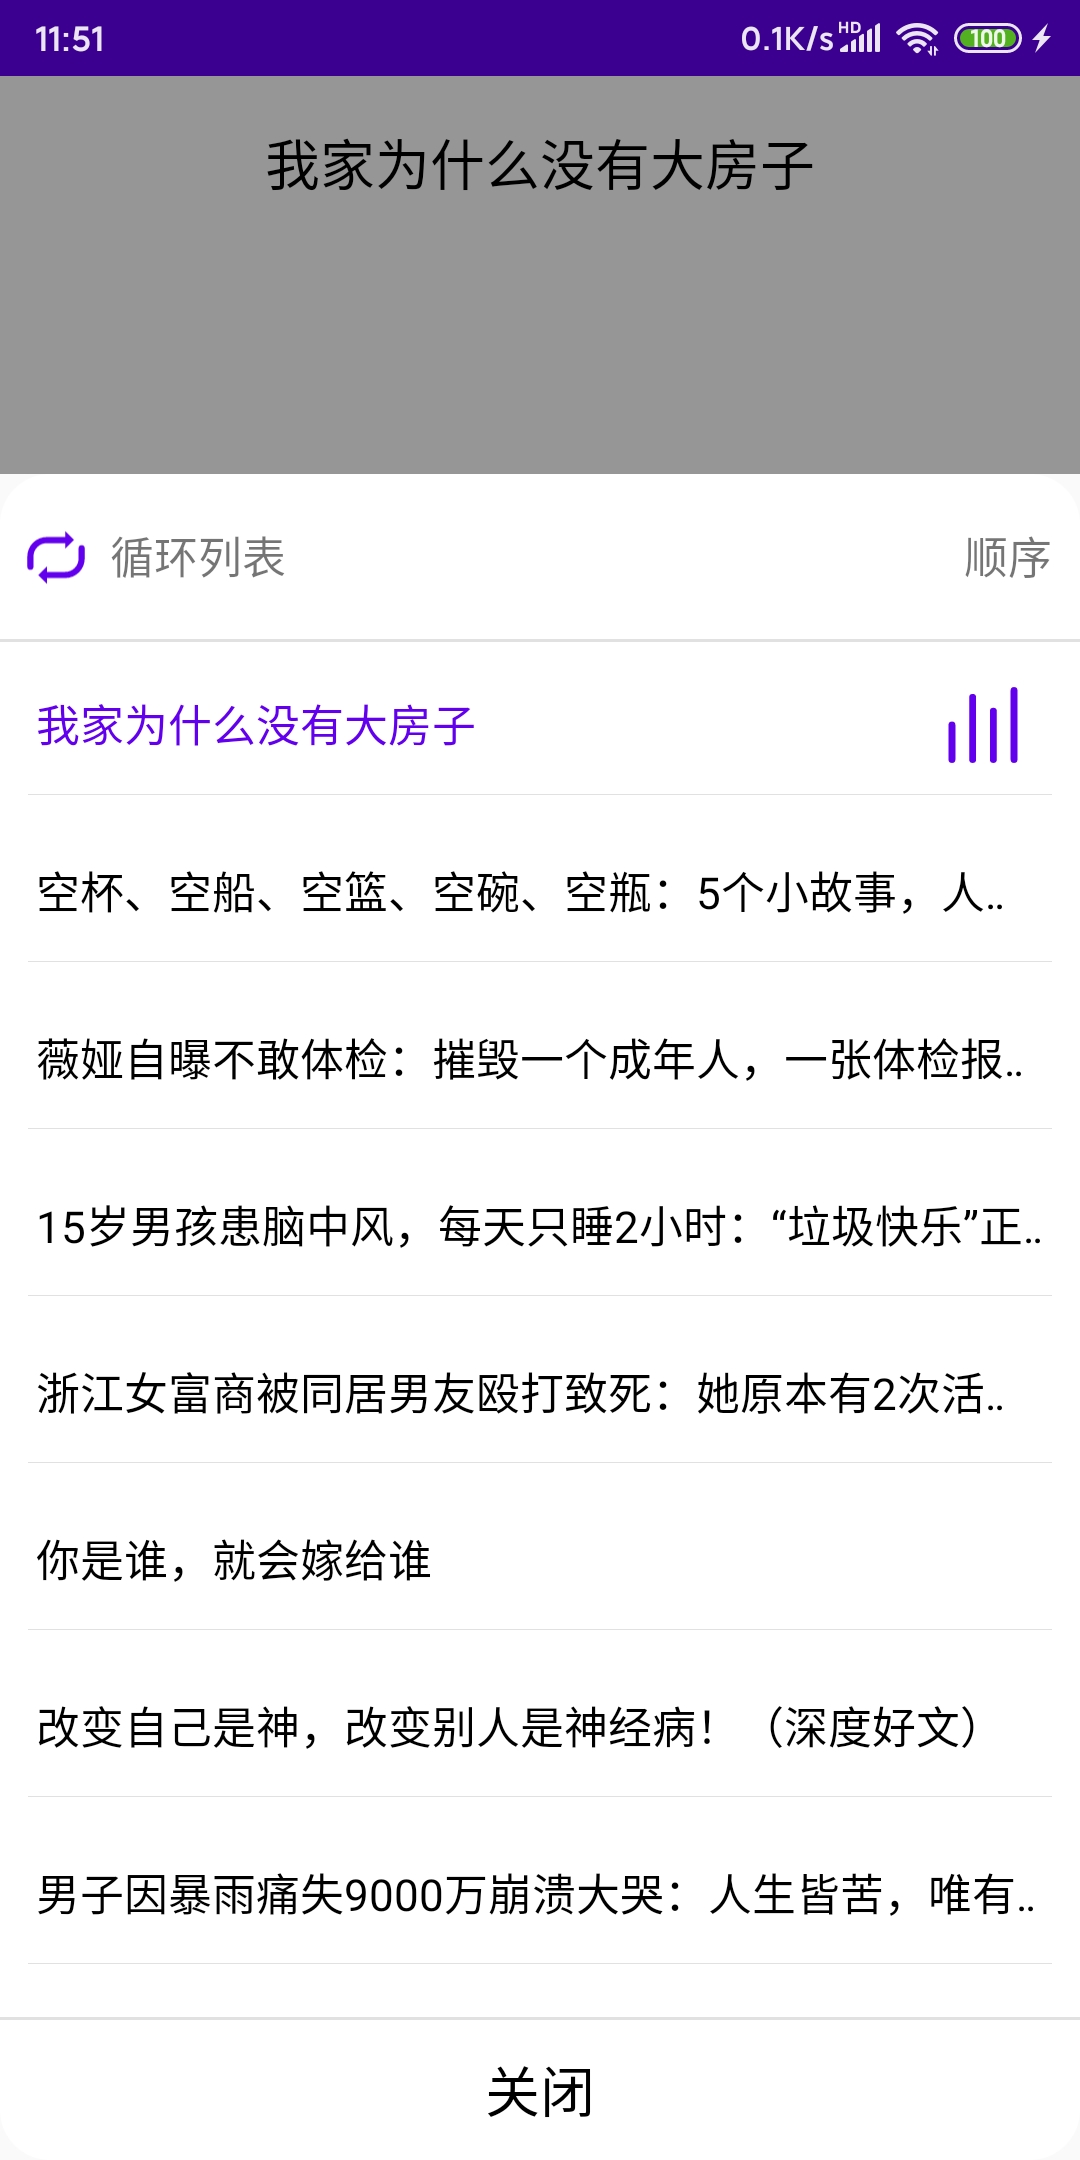 11:51
0.1K/s HD 100
我家为什么没有大房子
循环列表 顺序
我家为什么没有大房子
空杯、空船、空篮、空碗、空瓶：5个小故事，人..
薇娅自曝不敢体检：摧毁一个成年人，一张体检报..
15岁男孩患脑中风，每天只睡2小时：“垃圾快乐”正..
浙江女富商被同居男友殴打致死：她原本有2次活..
你是谁，就会嫁给谁
改变自己是神，改变别人是神经病！（深度好文）
男子因暴雨痛失9000万崩溃大哭：人生皆苦，唯有..
关闭